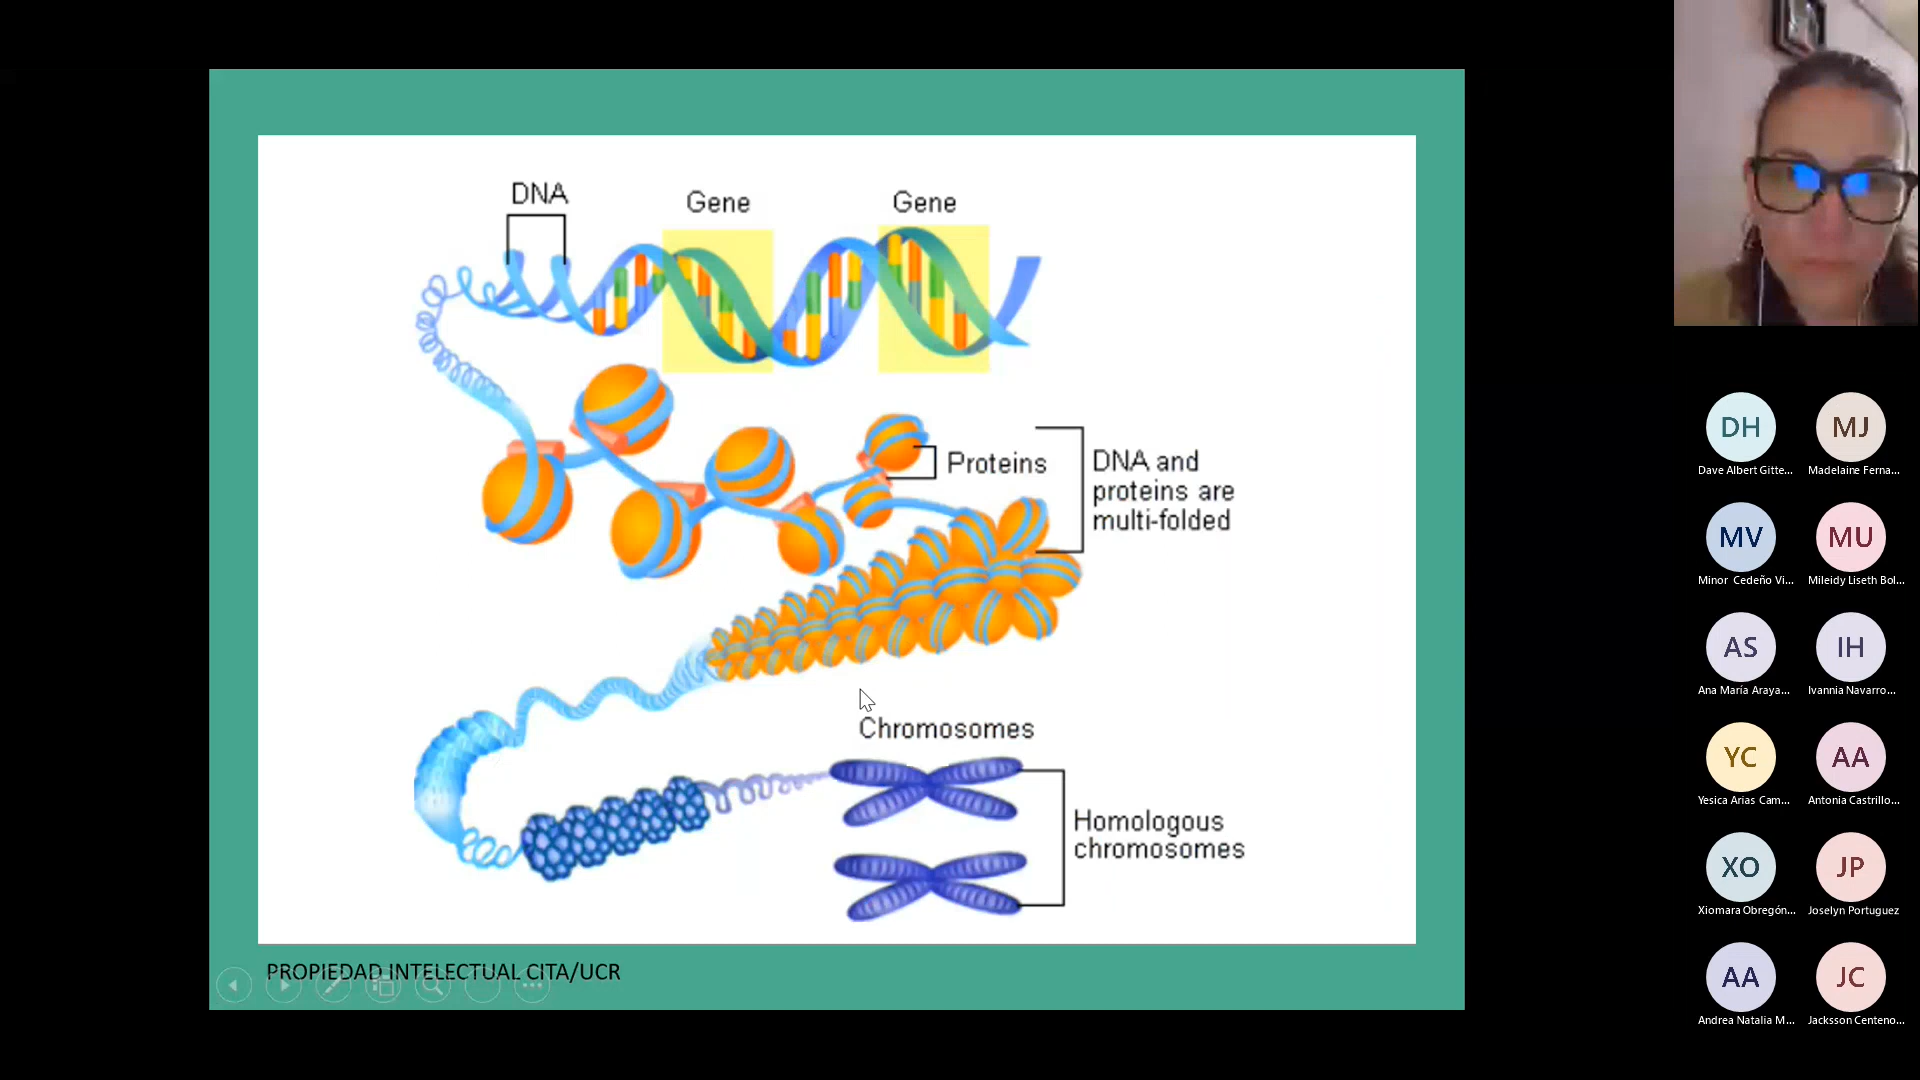 DNA
Gene
Gene
Proteins
DNA and
proteins are
multi-folded
Chromosomes
Homologous
chromosomes
PROPIEDAD INTELECTUAL CITA/UCR
DH
MJ
Dave Albert Gitte...
Madelaine Ferna...
MV
MU
Minor Cedeño Vi...
Mileidy Liseth Bol...
AS
IH
Ana María Araya...
Ivannia Navarro...
YC
AA
Yesica Arias Cam...
Antonia Castrillo...
XO
JP
Xiomara Obregón...
Joselyn Portuguez
AA
JC
Andrea Natalia M...
Jacksson Centeno...